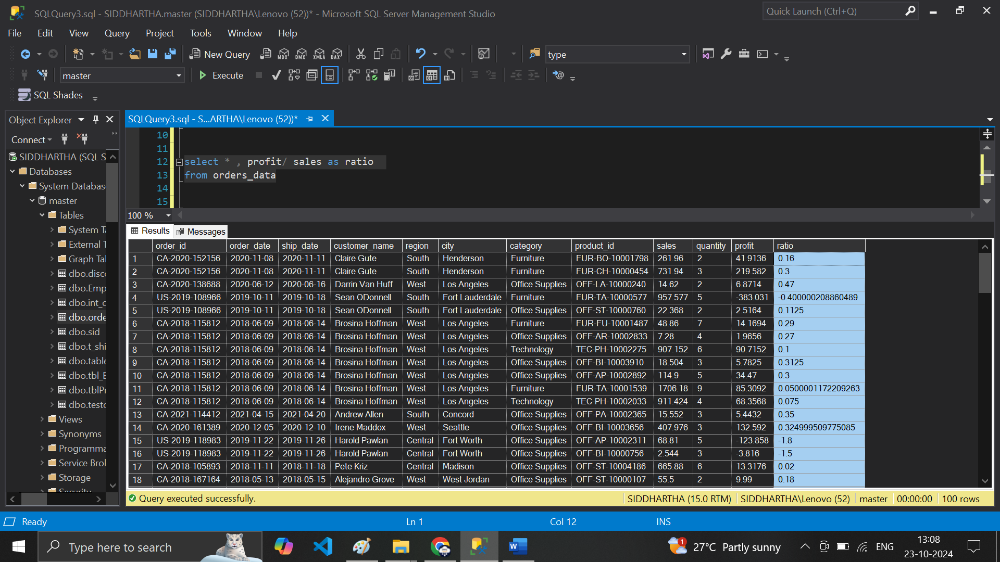 SQLQuery3.sql - SIDDHARTHA.master (SIDDHARTHA\Lenovo (52))* - Microsoft SQL Server Management Studio
Quick Launch (Ctrl+Q)
File Edit View Query Project Tools Window Help
New Query MDX DMX XMLA DAX type
master Execute
SQL Shades
Object Explorer
SQLQuery3.sql - S...ARTHA\Lenovo (52))*
Connect
SIDDHARTHA (SQL S
Databases
System Databas
master
Tables
System Ta
External T
Graph Tal
dbo.disco
dbo.Emp
dbo.int_c
dbo.orde
dbo.sid
dbo.t_shi
dbo.table
dbo.tbl_E
dbo.tblPr
dbo.testc
Views
Synonyms
Programma
Service Brol
Storage
Security
10
11
12 select * , profit/ sales as ratio
13 from orders_data
14
15
100 %
Results Messages
order_id order_date ship_date customer_name region city category product_id sales quantity profit ratio
1 CA-2020-152156 2020-11-08 2020-11-11 Claire Gute South Henderson Furniture FUR-BO-10001798 261.96 2 41.9136 0.16
2 CA-2020-152156 2020-11-08 2020-11-11 Claire Gute South Henderson Furniture FUR-CH-10000454 731.94 3 219.582 0.3
3 CA-2020-138688 2020-06-12 2020-06-16 Darrin Van Huff West Los Angeles Office Supplies OFF-LA-10000240 14.62 2 6.8714 0.47
4 US-2019-108966 2019-10-11 2019-10-18 Sean ODonnell South Fort Lauderdale Furniture FUR-TA-10000577 957.577 5 -383.031 -0.400000208860489
5 US-2019-108966 2019-10-11 2019-10-18 Sean ODonnell South Fort Lauderdale Office Supplies OFF-ST-10000760 22.368 2 2.5164 0.1125
6 CA-2018-115812 2018-06-09 2018-06-14 Brosina Hoffman West Los Angeles Furniture FUR-FU-10001487 48.86 7 14.1694 0.29
7 CA-2018-115812 2018-06-09 2018-06-14 Brosina Hoffman West Los Angeles Office Supplies OFF-AR-10002833 7.28 4 1.9656 0.27
8 CA-2018-115812 2018-06-09 2018-06-14 Brosina Hoffman West Los Angeles Technology TEC-PH-10002275 907.152 6 90.7152 0.1
9 CA-2018-115812 2018-06-09 2018-06-14 Brosina Hoffman West Los Angeles Office Supplies OFF-BI-10003910 18.504 3 5.7825 0.3125
10 CA-2018-115812 2018-06-09 2018-06-14 Brosina Hoffman West Los Angeles Office Supplies OFF-AP-10002892 114.9 5 34.47 0.3
11 CA-2018-115812 2018-06-09 2018-06-14 Brosina Hoffman West Los Angeles Furniture FUR-TA-10001539 1706.18 9 85.3092 0.0500001172209263
12 CA-2018-115812 2018-06-09 2018-06-14 Brosina Hoffman West Los Angeles Technology TEC-PH-10002033 911.424 4 68.3568 0.075
13 CA-2021-114412 2021-04-15 2021-04-20 Andrew Allen South Concord Office Supplies OFF-PA-10002365 15.552 3 5.4432 0.35
14 CA-2020-161389 2020-12-05 2020-12-10 Irene Maddox West Seattle Office Supplies OFF-BI-10003656 407.976 3 132.592 0.324999509775085
15 US-2019-118983 2019-11-22 2019-11-26 Harold Pawlan Central Fort Worth Office Supplies OFF-AP-10002311 68.81 5 -123.858 -1.8
16 US-2019-118983 2019-11-22 2019-11-26 Harold Pawlan Central Fort Worth Office Supplies OFF-BI-10000756 2.544 3 -3.816 -1.5
17 CA-2018-105893 2018-11-11 2018-11-18 Pete Kriz Central Madison Office Supplies OFF-ST-10004186 665.88 6 13.3176 0.02
18 CA-2018-167164 2018-05-13 2018-05-15 Alejandro Grove West West Jordan Office Supplies OFF-ST-10000107 55.5 2 9.99 0.18
Query executed successfully. SIDDHARTHA (15.0 RTM) SIDDHARTHA\Lenovo (52) master 00:00:00 100 rows
Ready Ln 1 Col 12 INS
Type here to search
1 27°C Partly sunny ENG
13:08
23-10-2024